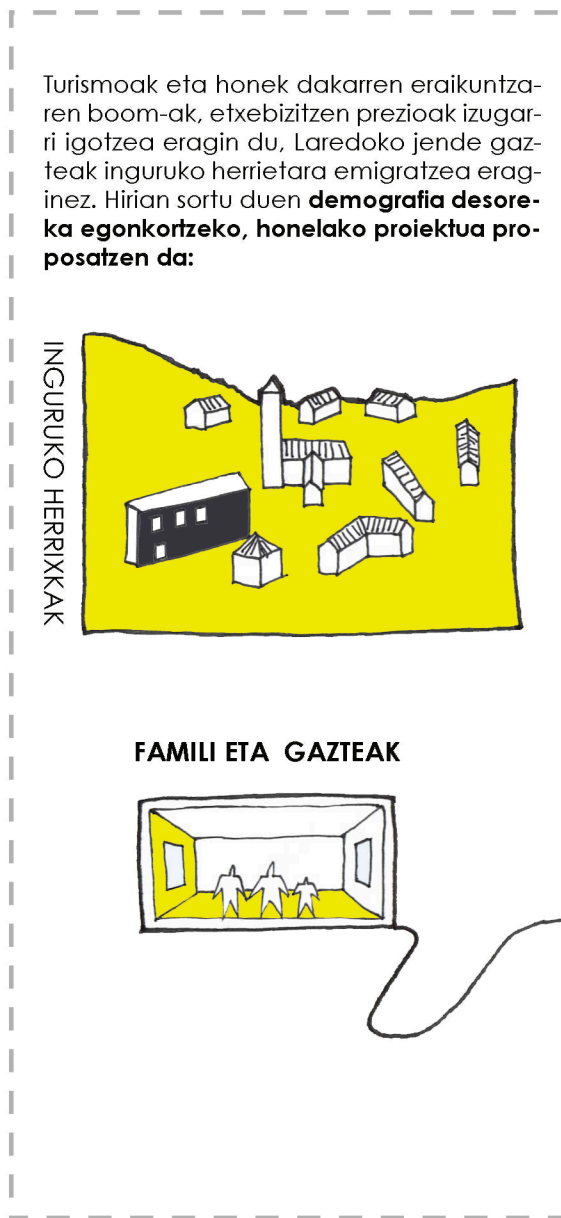 Turismoak eta honek dakarren eraikuntza-
ren boom-ak, etxebizitzen prezioak izugar-
ri igotzea eragin du, Laredoko jende gaz-
teak inguruko herrietara emigratzea erag-
inez. Hirian sortu duen demografia desore-
ka egonkortzeko, honelako proiektua pro-
posatzen da:
INGURUKO HERRIXKAK
FAMILI ETA GAZTEAK